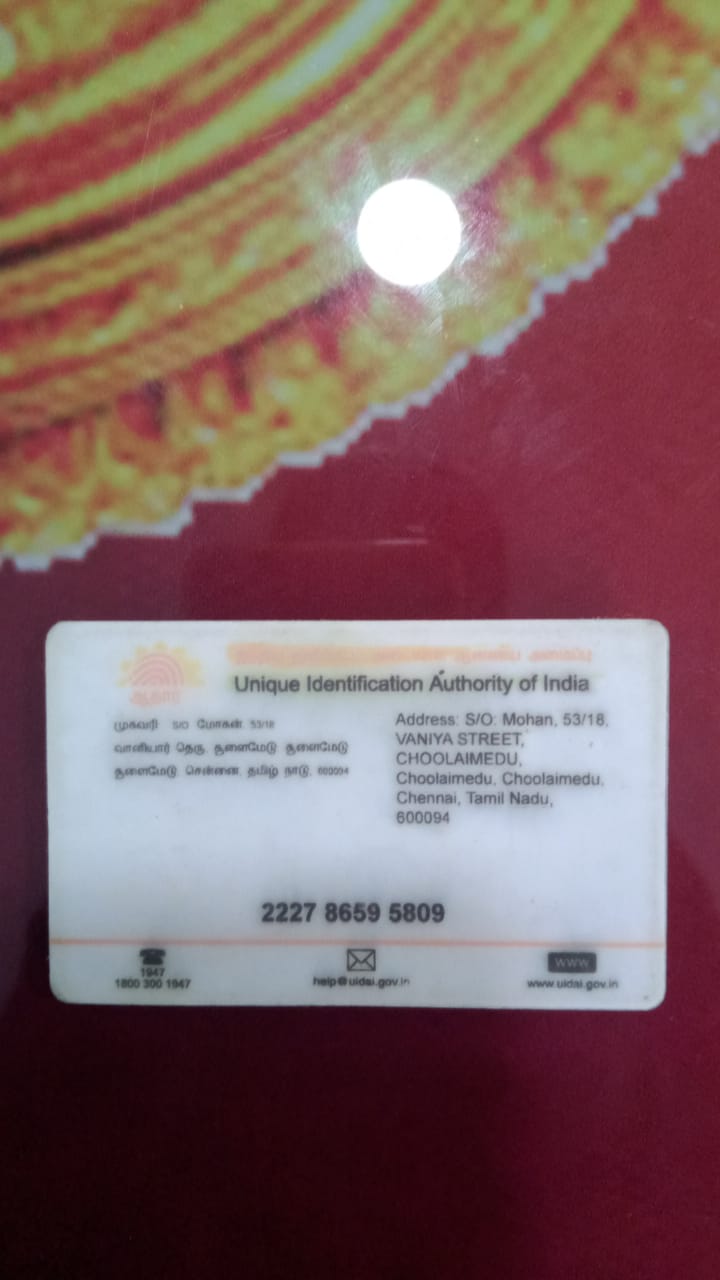 Unique Identification Authority of India
முகவரி S/O மோகன் 53/18
வானியார் தெரு, சூளைமேடு சூளைமேடு
சூளைமேடு, சென்னை, தமிழ் நாடு, 600094
Address: S/O: Mohan, 53/18,
VANIYA STREET,
CHOOLAIMEDU,
Choolaimedu, Choolaimedu,
Chennai, Tamil Nadu,
600094
2227 8659 5809
1947
1800 300 1947
help@uidai.gov.in
WWW
www.uidai.gov.in